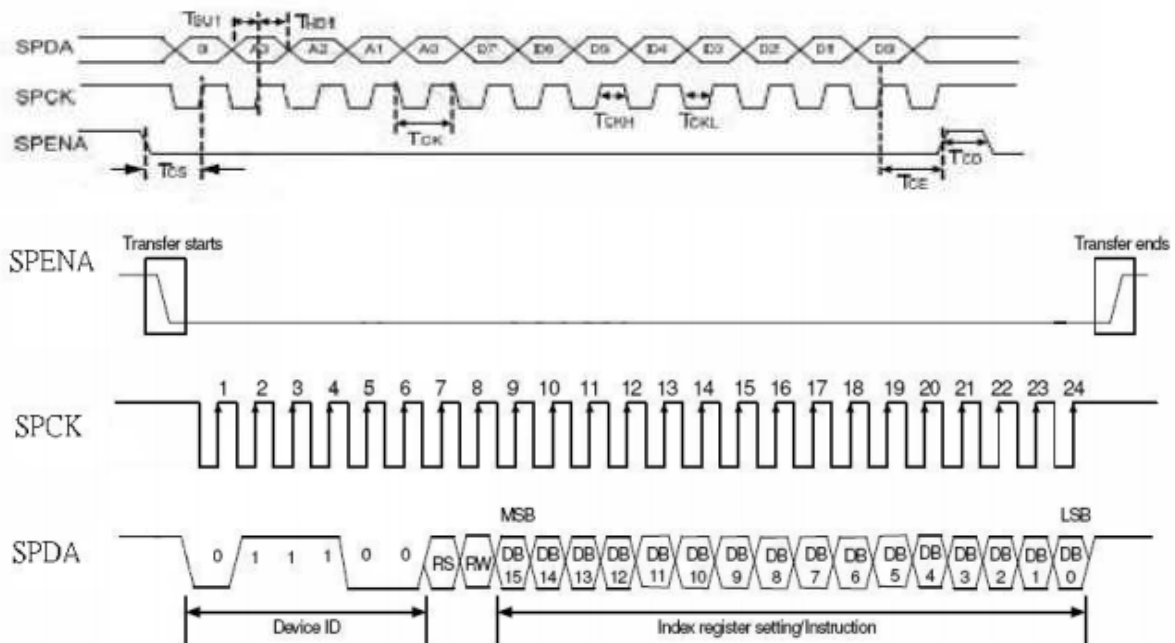 TSU1 THD1
SPDA A3 A2 A1 A0 D7 D6 D5 D4 D3 D2 D1 D0
SPCK
TCK TCKH TCKL
SPENA
TCS TCE TCO
Transfer starts Transfer ends
SPENA
1 2 3 4 5 6 7 8 9 10 11 12 13 14 15 16 17 18 19 20 21 22 23 24
SPCK
MSB LSB
SPDA 0 1 1 1 0 0 RS RW DB 15 DB 14 DB 13 DB 12 DB 11 DB 10 DB 9 DB 8 DB 7 DB 6 DB 5 DB 4 DB 3 DB 2 DB 1 DB 0
Device ID Index register setting/Instruction